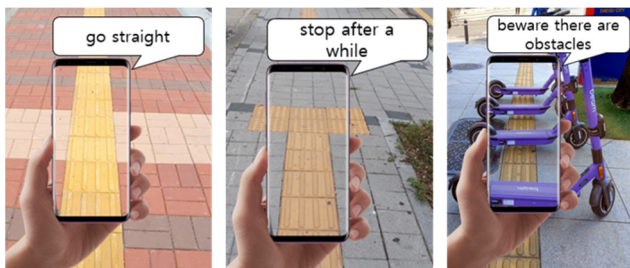 go straight
stop after a
while
beware there are
obstacles